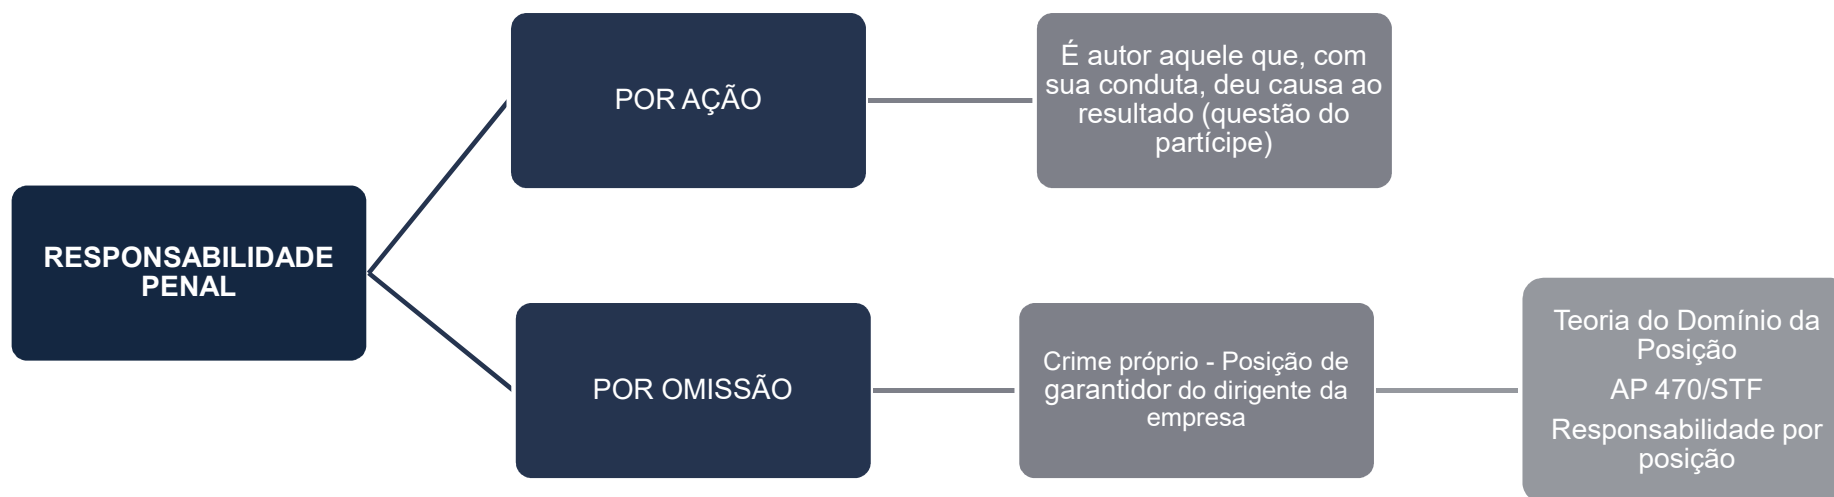 RESPONSABILIDADE
PENAL
POR AÇÃO
É autor aquele que, com
sua conduta, deu causa ao
resultado (questão do
partícipe)
POR OMISSÃO
Crime próprio - Posição de
garantidor do dirigente da
empresa
Teoria do Domínio da
Posição
AP 470/STF
Responsabilidade por
posição